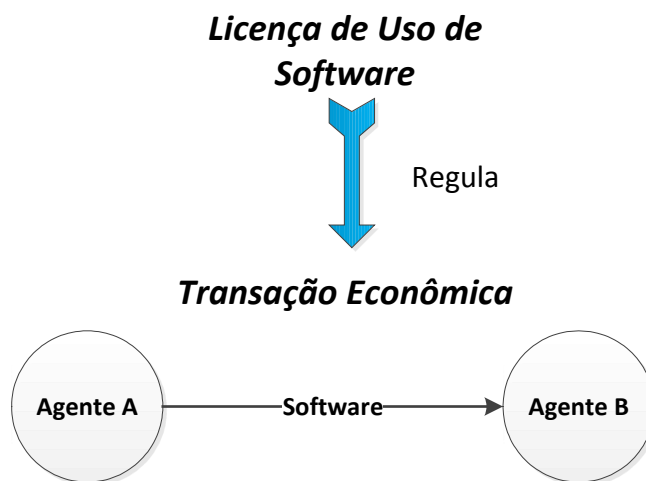 Licença de Uso de
Software
Regula
Transação Econômica
Agente A
Software
Agente B